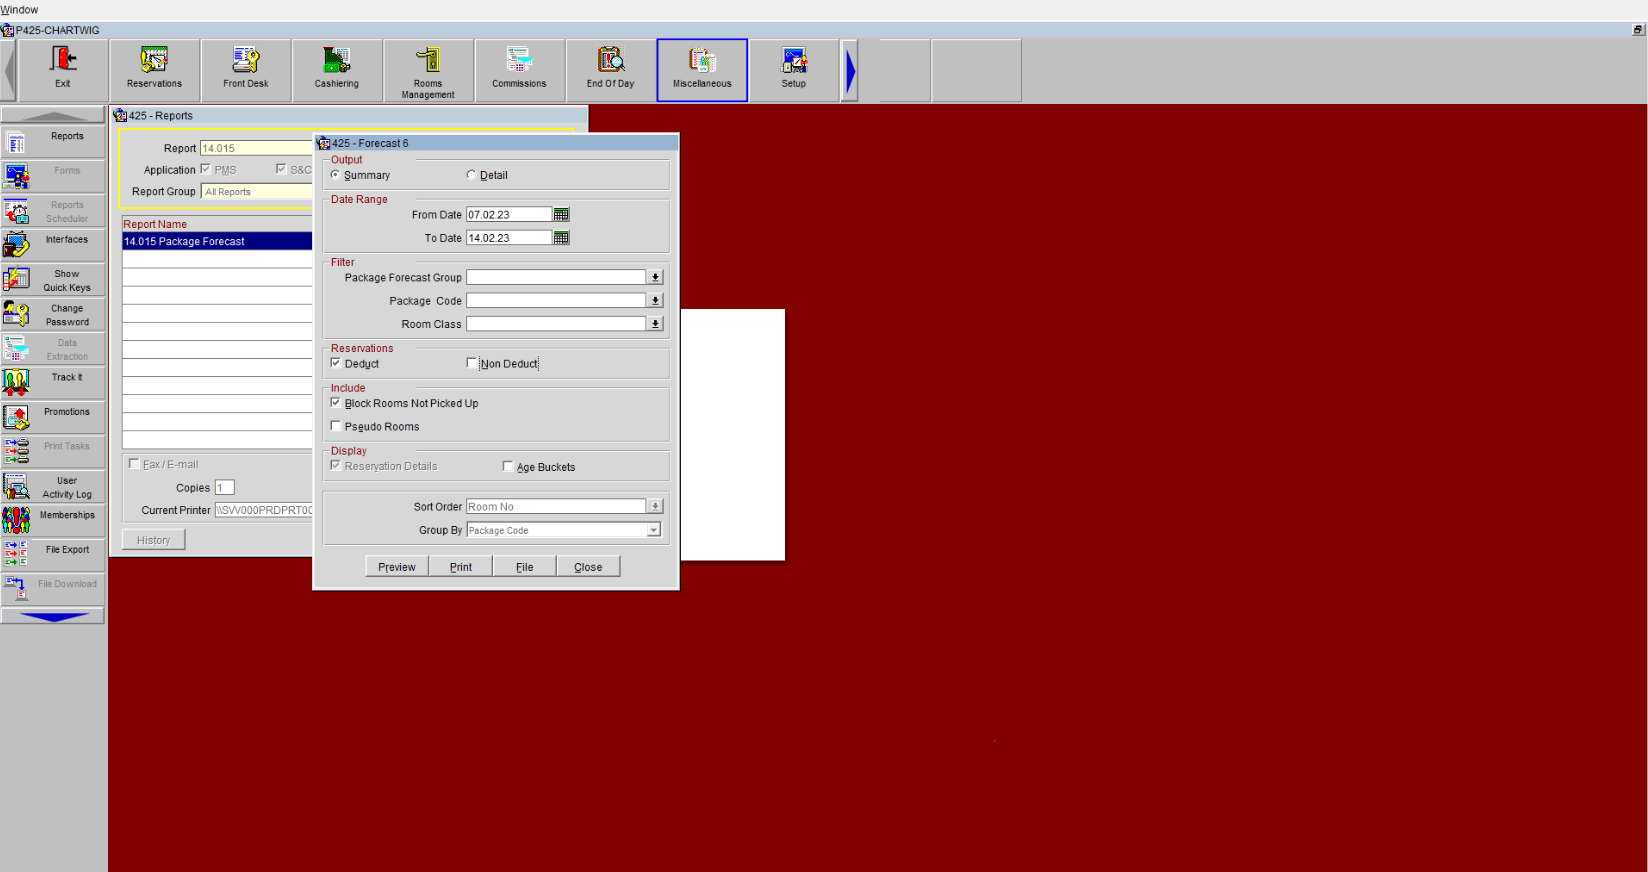 Window
P425-CHARTWIG
Exit
Reservations
Front Desk
Cashiering
Rooms
Management
Commissions
End Of Day
Miscellaneous
Setup
Reports
Forms
Reports
Scheduler
Interfaces
Show
Quick Keys
Change
Password
Data
Extraction
Track It
Promotions
Print Tasks
User
Activity Log
Memberships
File Export
File Download
425 - Reports
Report 14.015
Application PMS S&C
Report Group All Reports
Report Name
14.015 Package Forecast
Fax / E-mail
Copies 1
Current Printer \\SVV000PRDPRT00
History
425 - Forecast 6
Output
Summary Detail
Date Range
From Date 07.02.23
To Date 14.02.23
Filter
Package Forecast Group
Package Code
Room Class
Reservations
Deduct Non Deduct
Include
Block Rooms Not Picked Up
Pseudo Rooms
Display
Reservation Details Age Buckets
Sort Order Room No
Group By Package Code
Preview Print File Close